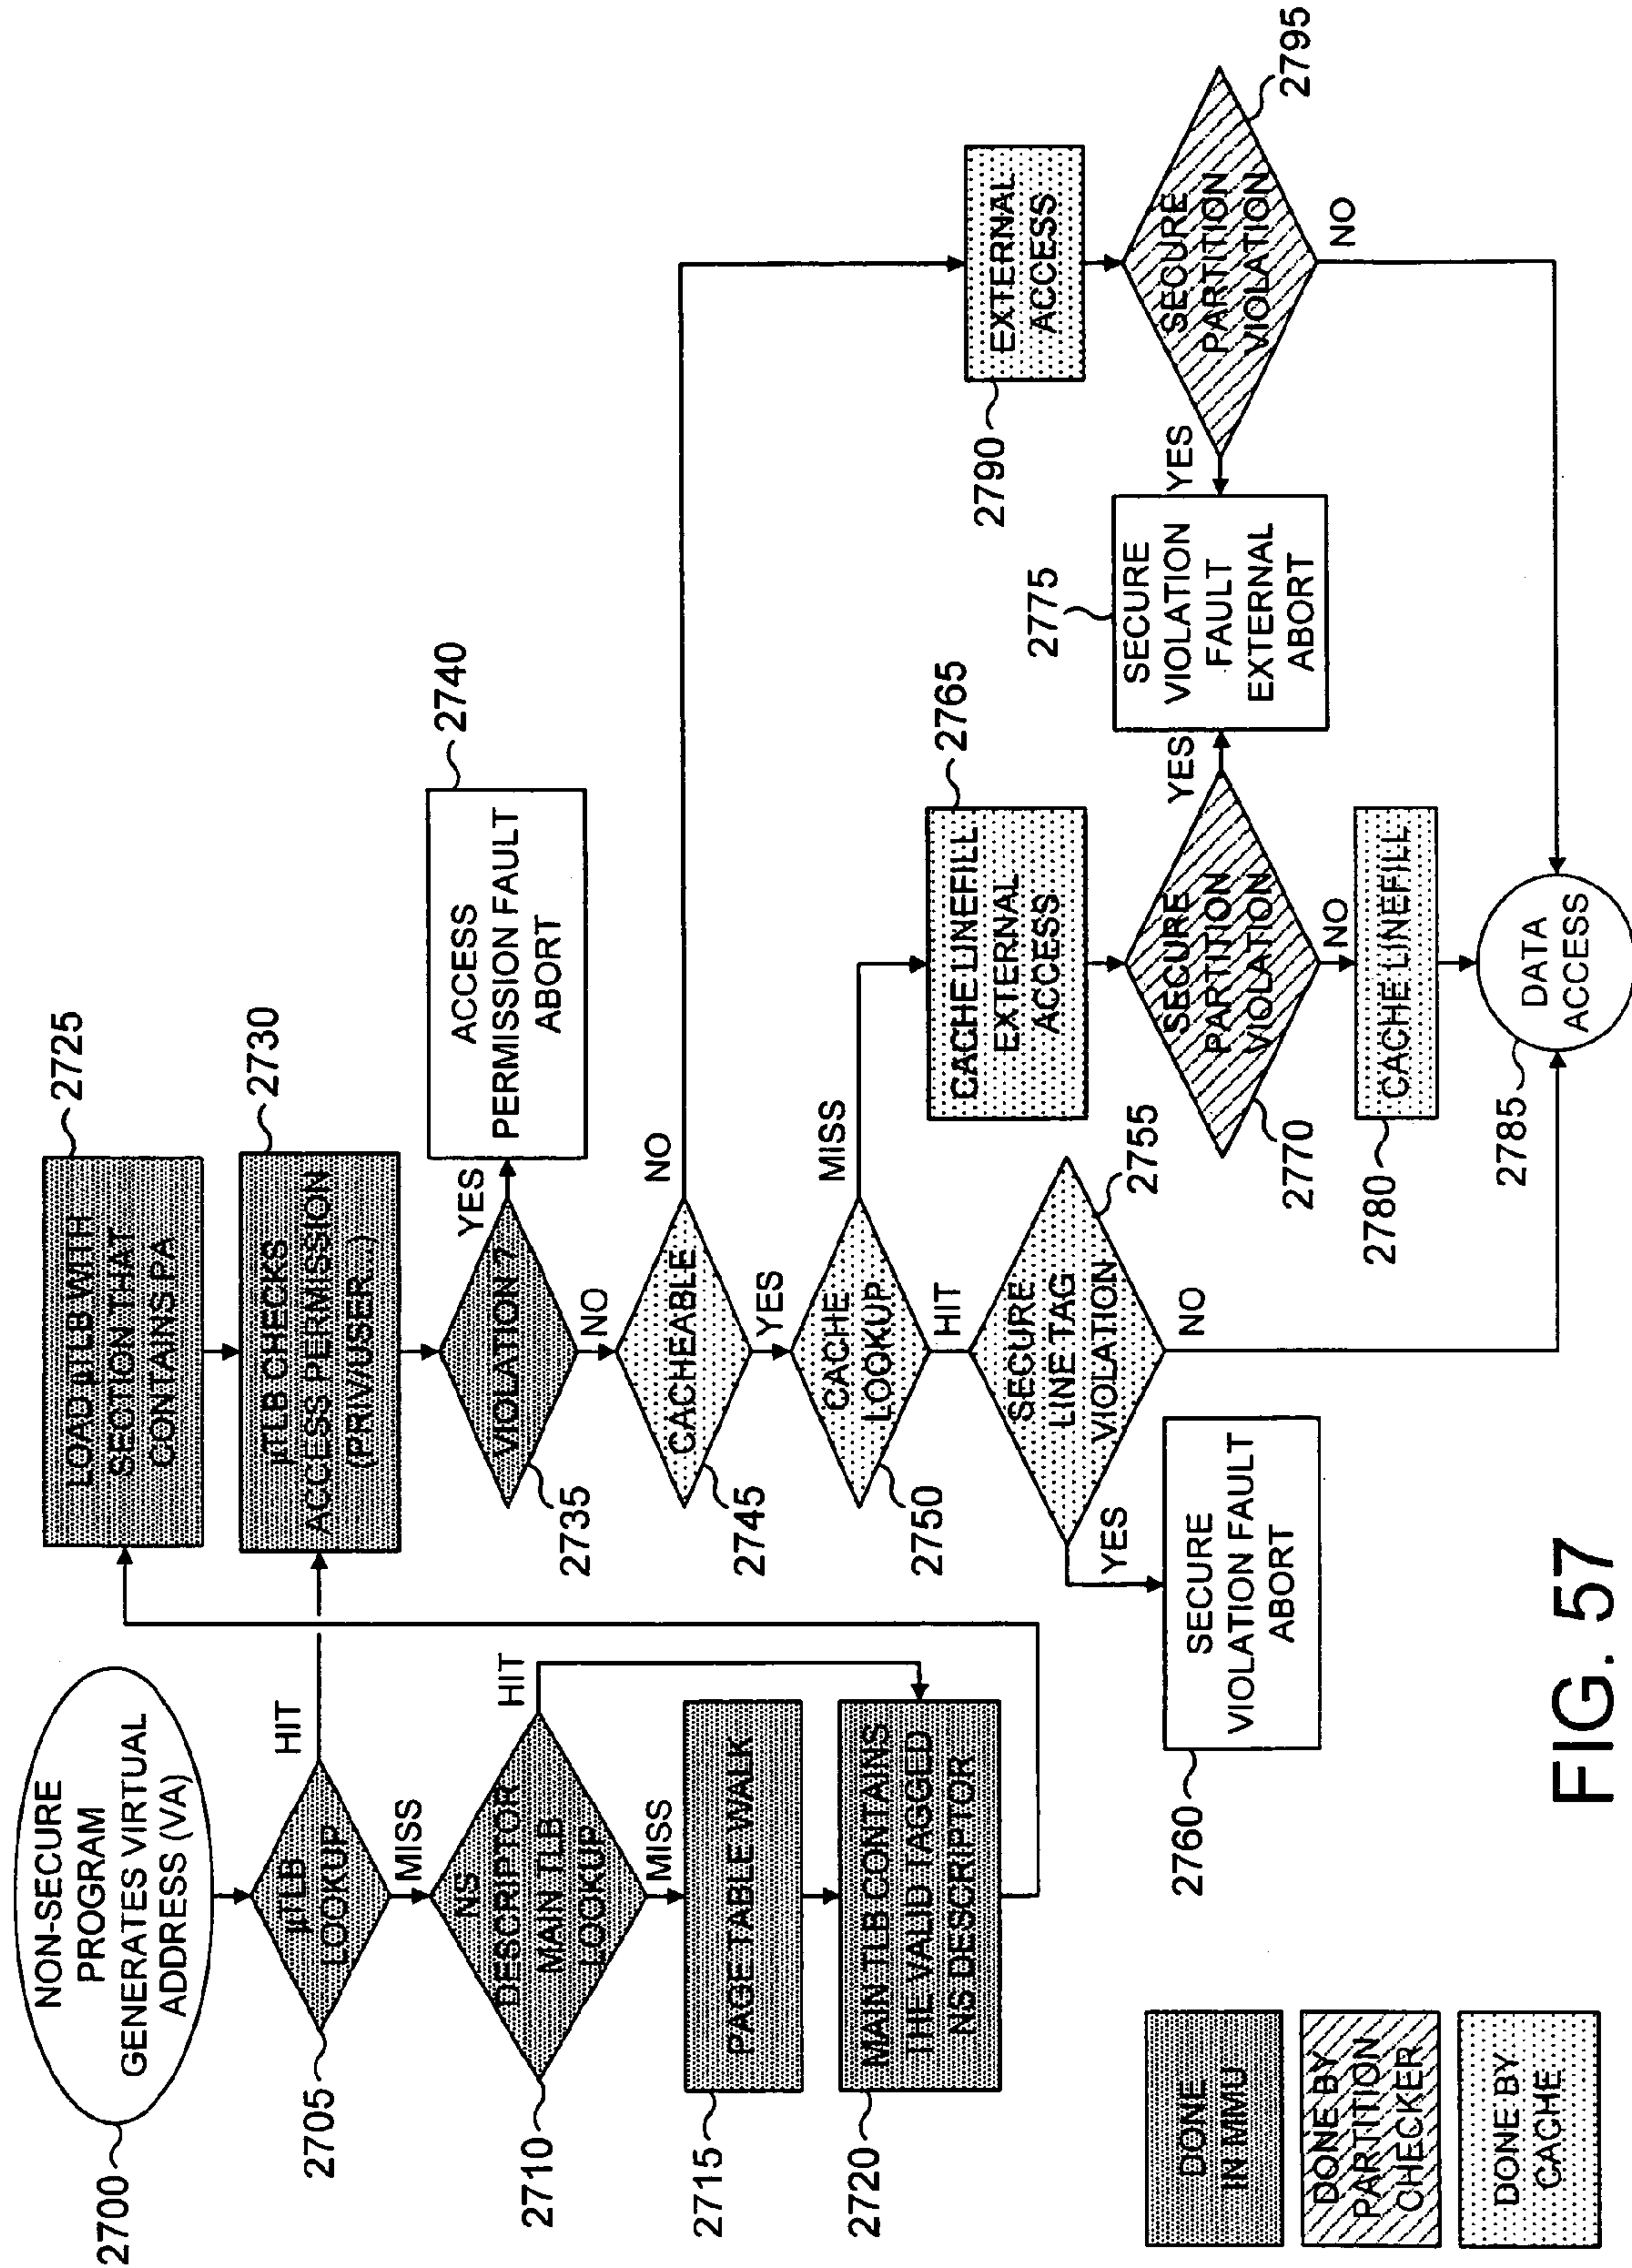 NON-SECURE
PROGRAM
GENERATES VIRTUAL
ADDRESS (VA)
2700
µTLB
LOOKUP
2705
HIT
MISS
NS
DESCRIPTOR
MAIN TLB
LOOKUP
2710
HIT
MISS
PAGETABLE WALK
2715
MAIN TLB CONTAINS
THE VALID TAGGED
NS DESCRIPTOR
2720
LOAD µTLB WITH
SECTION THAT
CONTAINS PA
2725
µTLB CHECKS
ACCESS PERMISSION
(PRIV/USER...)
2730
VIOLATION ?
2735
YES
NO
ACCESS
PERMISSION FAULT
ABORT
2740
CACHEABLE
2745
NO
YES
CACHE
LOOKUP
2750
MISS
HIT
SECURE
LINE TAG
VIOLATION
2755
YES
NO
SECURE
VIOLATION FAULT
ABORT
2760
CACHE LINEFILL
EXTERNAL
ACCESS
2765
SECURE
PARTITION
VIOLATION
2770
YES
NO
SECURE
VIOLATION
FAULT
EXTERNAL
ABORT
2775
CACHE LINEFILL
2780
DATA
ACCESS
2785
EXTERNAL
ACCESS
2790
SECURE
PARTITION
VIOLATION
2795
YES
NO
DONE
IN MMU
DONE BY
PARTITION
CHECKER
DONE BY
CACHE
FIG. 57